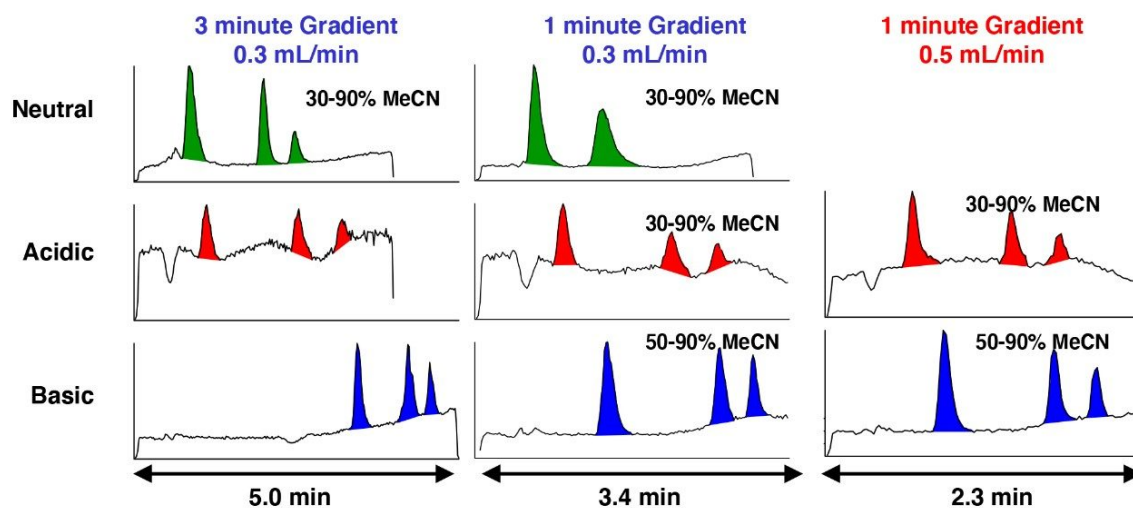 3 minute Gradient
0.3 mL/min
1 minute Gradient
0.3 mL/min
1 minute Gradient
0.5 mL/min
Neutral
30-90% MeCN
30-90% MeCN
Acidic
30-90% MeCN
30-90% MeCN
Basic
50-90% MeCN
50-90% MeCN
5.0 min
3.4 min
2.3 min